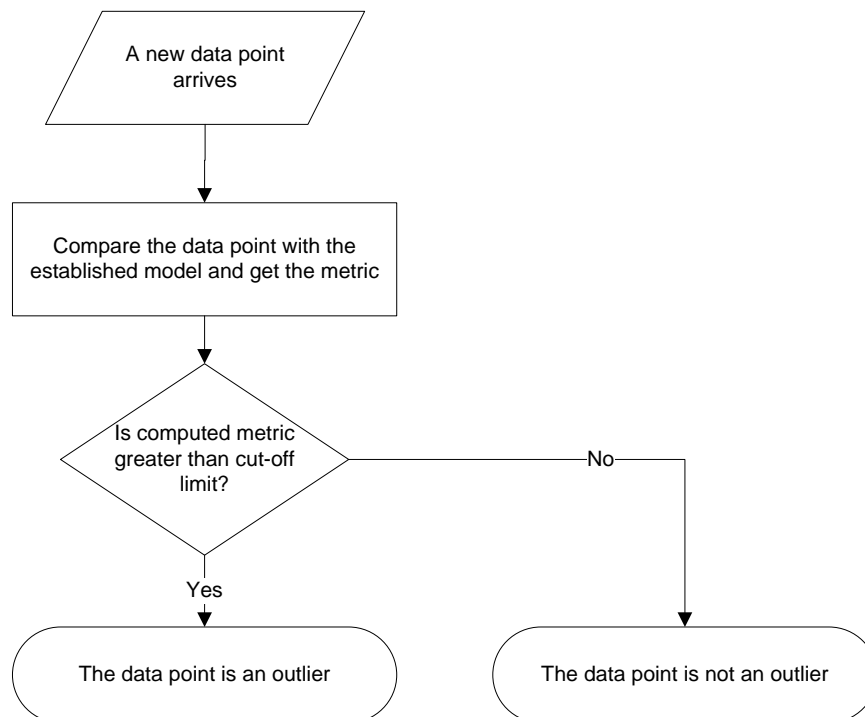 A new data point
arrives
Compare the data point with the
established model and get the metric
Is computed metric
greater than cut-off
limit?
No
Yes
The data point is an outlier
The data point is not an outlier